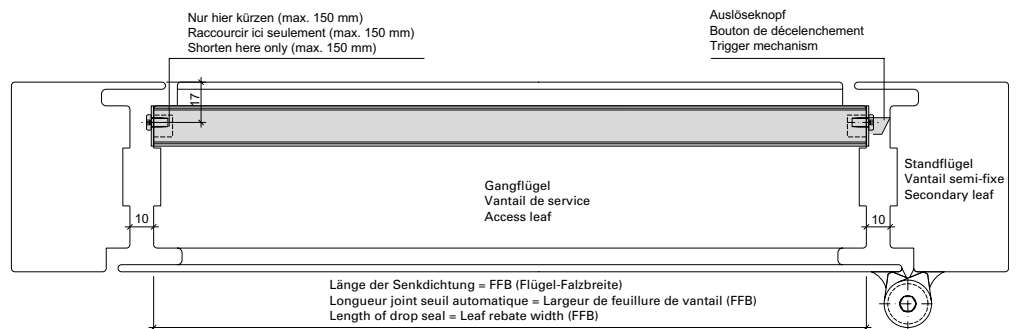 Nur hier kürzen (max. 150 mm)
Raccourcir ici seulement (max. 150 mm)
Shorten here only (max. 150 mm)
Auslöseknopf
Bouton de décelenchement
Trigger mechanism
17
Gangflügel
Vantail de service
Access leaf
Standflügel
Vantail semi-fixe
Secondary leaf
10
10
Länge der Senkdichtung = FFB (Flügel-Falzbreite)
Longueur joint seuil automatique = Largeur de feuillure de vantail (FFB)
Length of drop seal = Leaf rebate width (FFB)